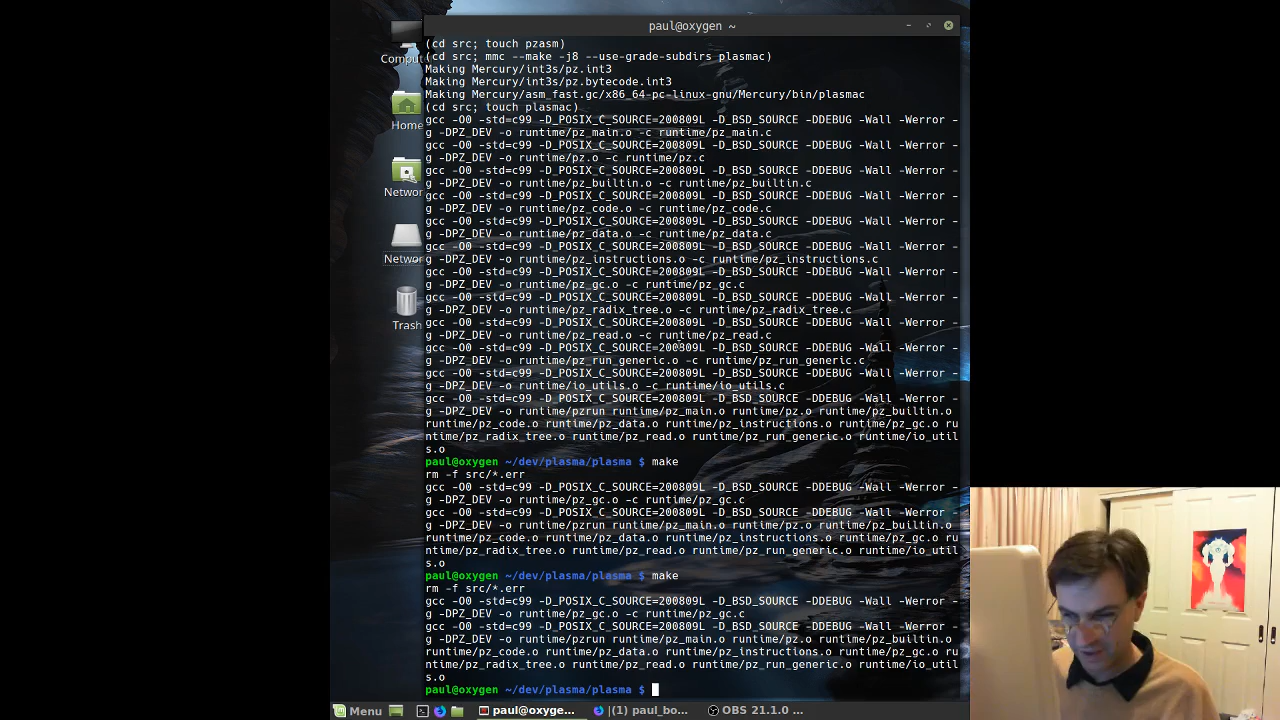 paul@oxygen ~
(cd src; touch pzasm)
(cd src; mmc --make -j8 --use-grade-subdirs plasmac)
Making Mercury/int3s/pz.int3
Making Mercury/int3s/pz.bytecode.int3
Making Mercury/asm_fast.gc/x86_64-pc-linux-gnu/Mercury/bin/plasmac
(cd src; touch plasmac)
gcc -O0 -std=c99 -D_POSIX_C_SOURCE=200809L -D_BSD_SOURCE -DDEBUG -Wall -Werror -
g -DPZ_DEV -o runtime/pz_main.o -c runtime/pz_main.c
gcc -O0 -std=c99 -D_POSIX_C_SOURCE=200809L -D_BSD_SOURCE -DDEBUG -Wall -Werror -
g -DPZ_DEV -o runtime/pz.o -c runtime/pz.c
gcc -O0 -std=c99 -D_POSIX_C_SOURCE=200809L -D_BSD_SOURCE -DDEBUG -Wall -Werror -
g -DPZ_DEV -o runtime/pz_builtin.o -c runtime/pz_builtin.c
gcc -O0 -std=c99 -D_POSIX_C_SOURCE=200809L -D_BSD_SOURCE -DDEBUG -Wall -Werror -
g -DPZ_DEV -o runtime/pz_code.o -c runtime/pz_code.c
gcc -O0 -std=c99 -D_POSIX_C_SOURCE=200809L -D_BSD_SOURCE -DDEBUG -Wall -Werror -
g -DPZ_DEV -o runtime/pz_data.o -c runtime/pz_data.c
gcc -O0 -std=c99 -D_POSIX_C_SOURCE=200809L -D_BSD_SOURCE -DDEBUG -Wall -Werror -
g -DPZ_DEV -o runtime/pz_instructions.o -c runtime/pz_instructions.c
gcc -O0 -std=c99 -D_POSIX_C_SOURCE=200809L -D_BSD_SOURCE -DDEBUG -Wall -Werror -
g -DPZ_DEV -o runtime/pz_gc.o -c runtime/pz_gc.c
gcc -O0 -std=c99 -D_POSIX_C_SOURCE=200809L -D_BSD_SOURCE -DDEBUG -Wall -Werror -
g -DPZ_DEV -o runtime/pz_radix_tree.o -c runtime/pz_radix_tree.c
gcc -O0 -std=c99 -D_POSIX_C_SOURCE=200809L -D_BSD_SOURCE -DDEBUG -Wall -Werror -
g -DPZ_DEV -o runtime/pz_read.o -c runtime/pz_read.c
gcc -O0 -std=c99 -D_POSIX_C_SOURCE=200809L -D_BSD_SOURCE -DDEBUG -Wall -Werror -
g -DPZ_DEV -o runtime/pz_run_generic.o -c runtime/pz_run_generic.c
gcc -O0 -std=c99 -D_POSIX_C_SOURCE=200809L -D_BSD_SOURCE -DDEBUG -Wall -Werror -
g -DPZ_DEV -o runtime/io_utils.o -c runtime/io_utils.c
gcc -O0 -std=c99 -D_POSIX_C_SOURCE=200809L -D_BSD_SOURCE -DDEBUG -Wall -Werror -
g -DPZ_DEV -o runtime/pzrun runtime/pz_main.o runtime/pz.o runtime/pz_builtin.o
runtime/pz_code.o runtime/pz_data.o runtime/pz_instructions.o runtime/pz_gc.o ru
ntime/pz_radix_tree.o runtime/pz_read.o runtime/pz_run_generic.o runtime/io_util
s.o
paul@oxygen ~/dev/plasma/plasma $ make
rm -f src/*.err
gcc -O0 -std=c99 -D_POSIX_C_SOURCE=200809L -D_BSD_SOURCE -DDEBUG -Wall -Werror -
g -DPZ_DEV -o runtime/pz_gc.o -c runtime/pz_gc.c
gcc -O0 -std=c99 -D_POSIX_C_SOURCE=200809L -D_BSD_SOURCE -DDEBUG -Wall -Werror -
g -DPZ_DEV -o runtime/pzrun runtime/pz_main.o runtime/pz.o runtime/pz_builtin.o
runtime/pz_code.o runtime/pz_data.o runtime/pz_instructions.o runtime/pz_gc.o ru
ntime/pz_radix_tree.o runtime/pz_read.o runtime/pz_run_generic.o runtime/io_util
s.o
paul@oxygen ~/dev/plasma/plasma $ make
rm -f src/*.err
gcc -O0 -std=c99 -D_POSIX_C_SOURCE=200809L -D_BSD_SOURCE -DDEBUG -Wall -Werror -
g -DPZ_DEV -o runtime/pz_gc.o -c runtime/pz_gc.c
gcc -O0 -std=c99 -D_POSIX_C_SOURCE=200809L -D_BSD_SOURCE -DDEBUG -Wall -Werror -
g -DPZ_DEV -o runtime/pzrun runtime/pz_main.o runtime/pz.o runtime/pz_builtin.o
runtime/pz_code.o runtime/pz_data.o runtime/pz_instructions.o runtime/pz_gc.o ru
ntime/pz_radix_tree.o runtime/pz_read.o runtime/pz_run_generic.o runtime/io_util
s.o
paul@oxygen ~/dev/plasma/plasma $
Comput
Home
Networ
Networ
Trash
Menu
paul@oxyge...
|(1) paul_bo...
OBS 21.1.0 ...